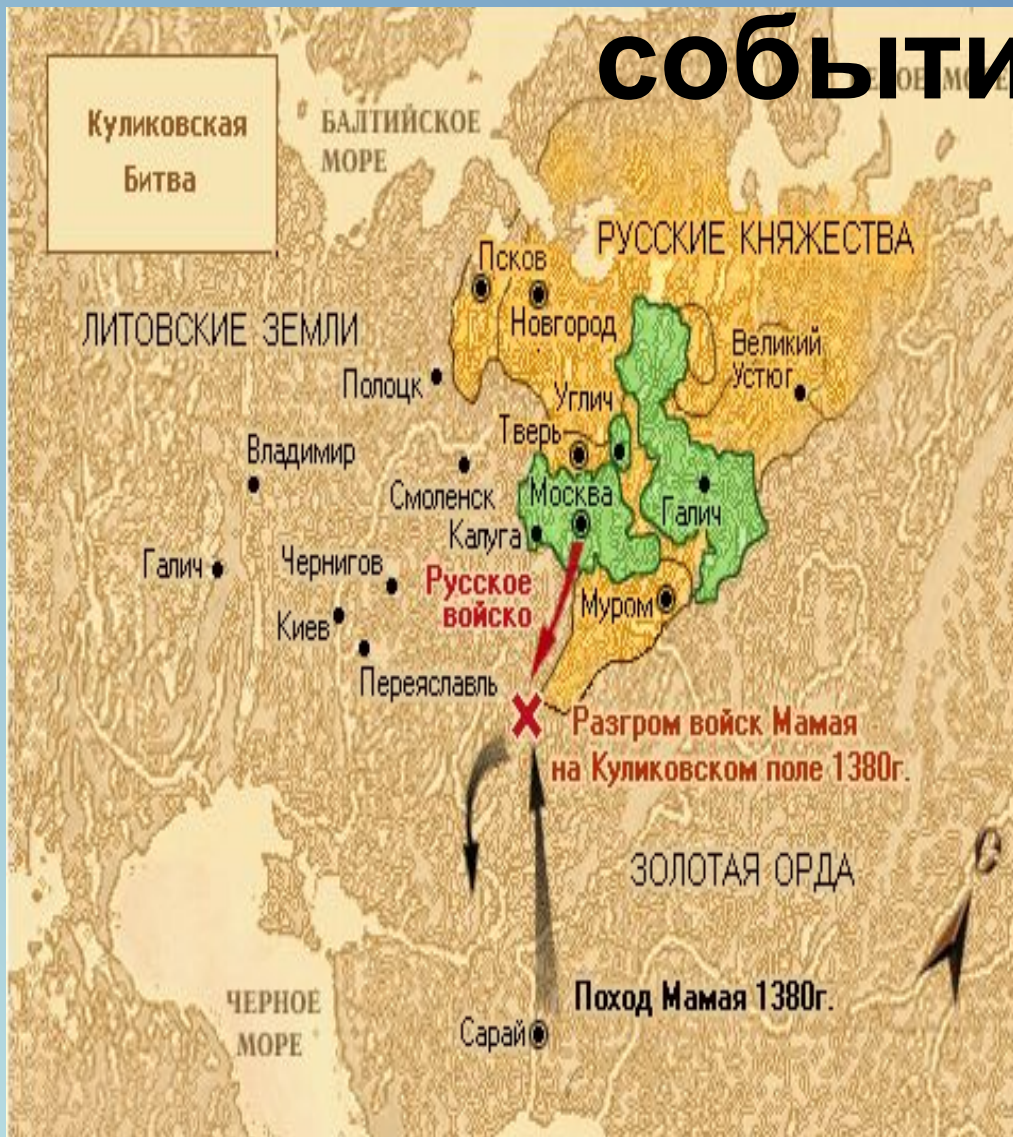 событи
Куликовская
Битва
БАЛТИЙСКОЕ
МОРЕ
РУССКИЕ КНЯЖЕСТВА
Псков
Новгород
ЛИТОВСКИЕ ЗЕМЛИ
Великий
Устюг
Полоцк
Углич
Тверь
Владимир
Смоленск
Москва
Галич
Калуга
Галич
Чернигов
Русское
войско
Муром
Киев
Переяславль
Разгром войск Мамая
на Куликовском поле 1380г.
ЗОЛОТАЯ ОРДА
С
Поход Мамая 1380г.
ЧЕРНОЕ
МОРЕ
Сарай